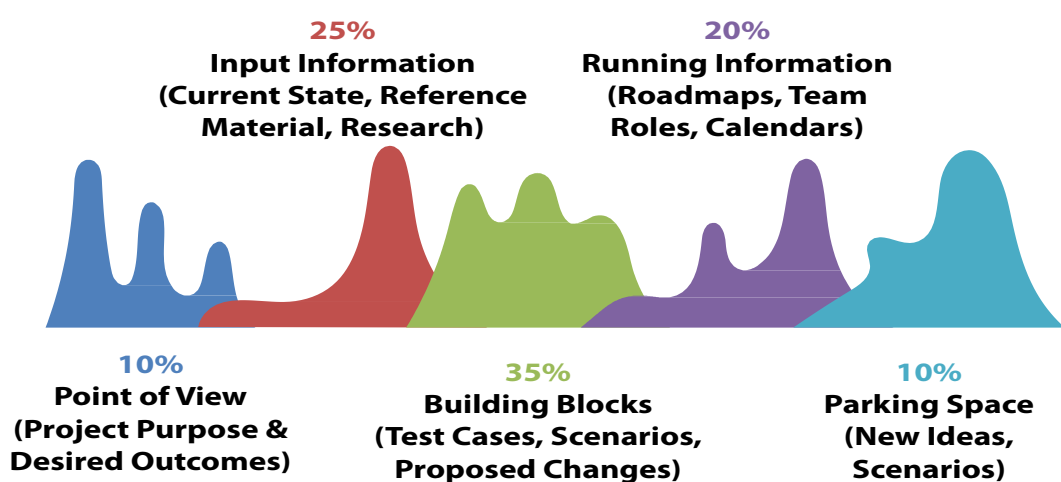 25%
Input Information
(Current State, Reference
Material, Research)
20%
Running Information
(Roadmaps, Team
Roles, Calendars)
10%
Point of View
(Project Purpose &
Desired Outcomes)
35%
Building Blocks
(Test Cases, Scenarios,
Proposed Changes)
10%
Parking Space
(New Ideas,
Scenarios)